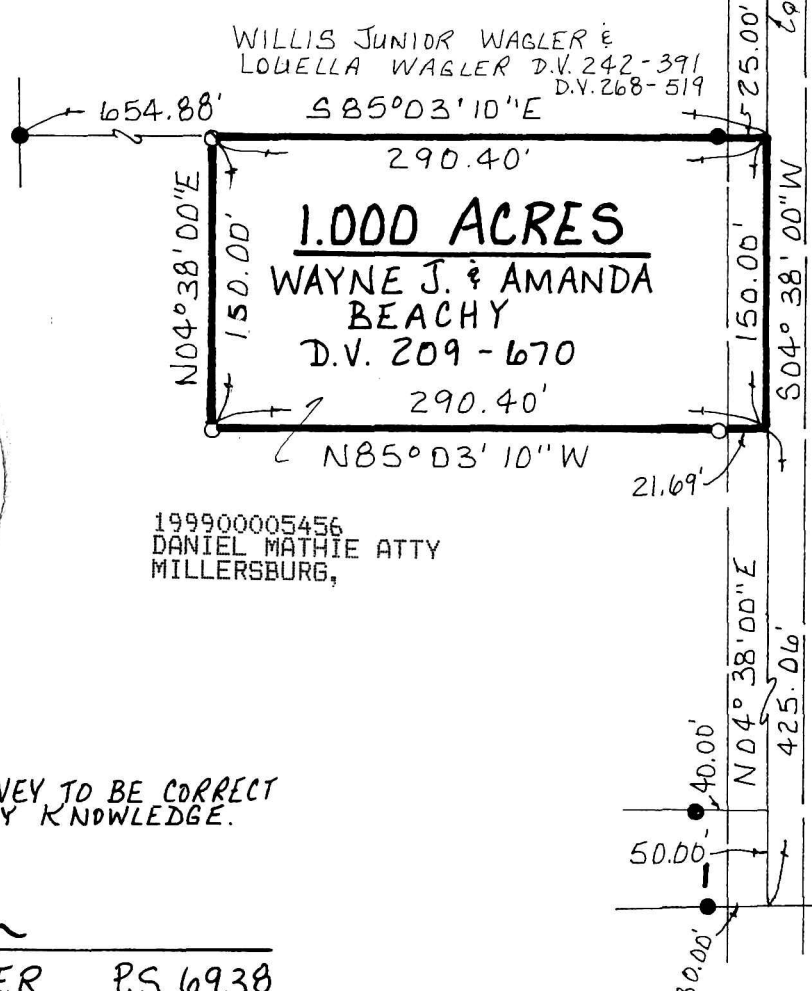 WILLIS JUNIOR WAGLER &
LOUELLA WAGLER D.V. 242-391
D.V. 268-519
25.00'
654.88'
S85°03'10"E
290.40'
N04°38'00"E
150.00'
1.000 ACRES
WAYNE J. & AMANDA
BEACHY
D.V. 209-670
150.00'
S04°38'00"W
290.40'
N85°03'10"W
21.69'
199900005456
DANIEL MATHIE ATTY
MILLERSBURG,
N04°38'00"E
425.06'
40.00'
50.00'
TO BE CORRECT
KNOWLEDGE.
P.S 6938